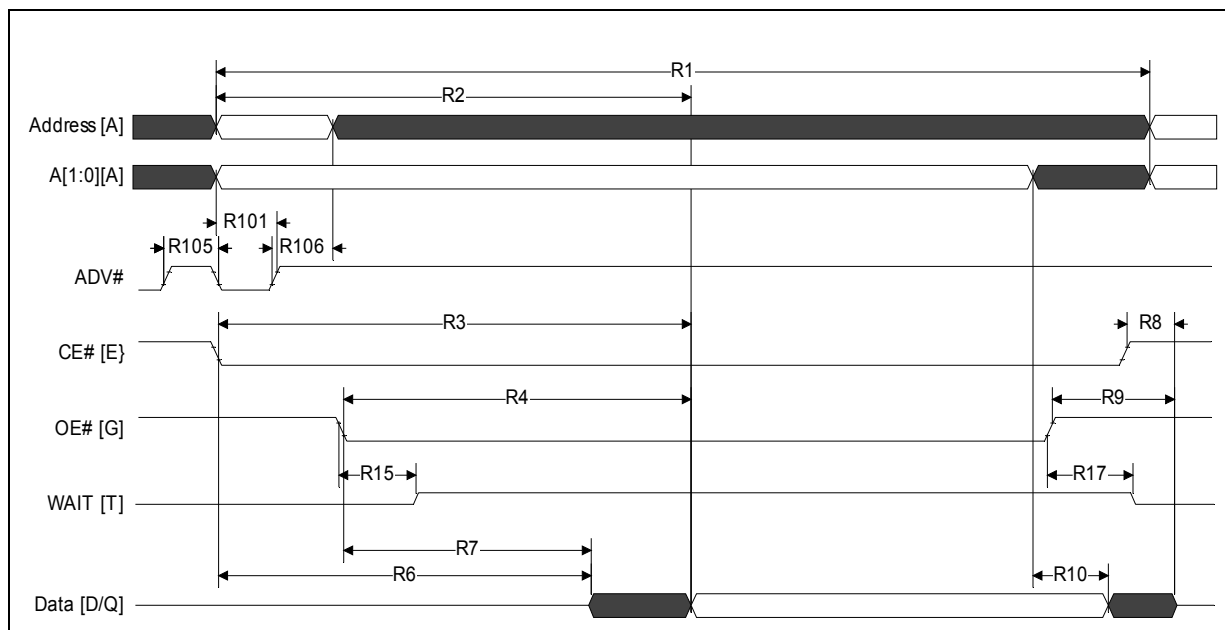 R1
R2
Address [A]
A[1:0][A]
R101
R105
R106
ADV#
R3
R8
CE# [E}
R4
R9
OE# [G]
R15
R17
WAIT [T]
R7
R6
R10
Data [D/Q]